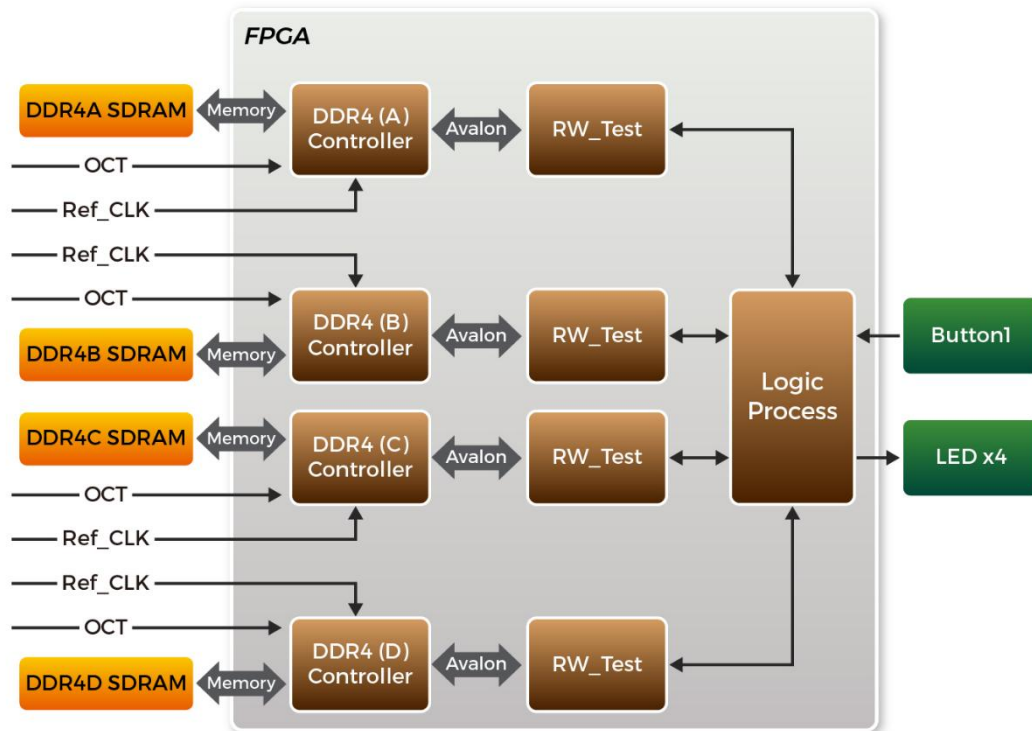 FPGA
DDR4A SDRAM
Memory
DDR4 (A)
Controller
Avalon
RW_Test
OCT
Ref_CLK
Ref_CLK
OCT
DDR4 (B)
Controller
Avalon
RW_Test
DDR4B SDRAM
Memory
Logic
Process
Button1
DDR4C SDRAM
Memory
DDR4 (C)
Controller
Avalon
RW_Test
LED x4
OCT
Ref_CLK
Ref_CLK
OCT
DDR4 (D)
Controller
Avalon
RW_Test
DDR4D SDRAM
Memory